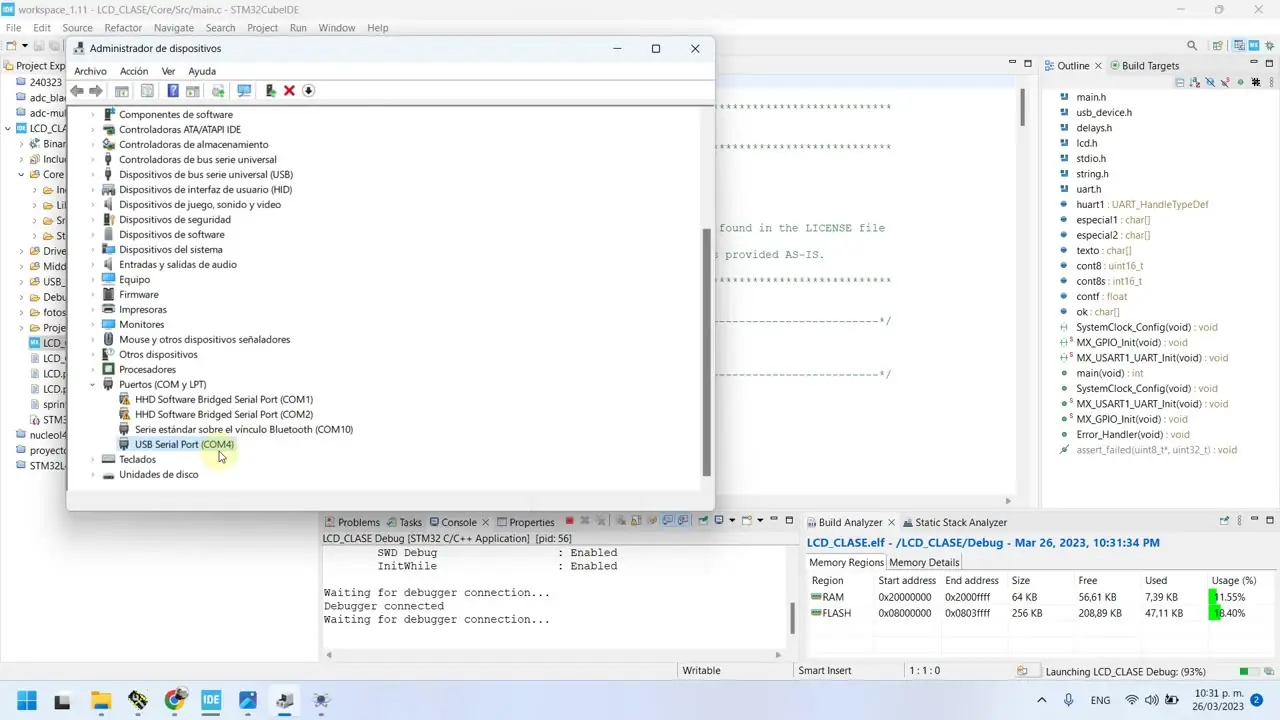 workspace_1.11 - LCD_CLASE/Core/Src/main.c - STM32CubeIDE
File Edit Source Refactor Navigate Search Project Run Window Help
Project Exp
240323
adc_bla
adc-mul
LCD_CLA
Binar
Includ
Core
In
Li
Sr
St
Drive
Midd
USB_
Debu
fotos
Proje
LCD_
LCD_
LCD.p
LCD.
sprin
STM3
nucleol4
proyecto
STM32L
Administrador de dispositivos
Archivo Acción Ver Ayuda
Componentes de software
Controladoras ATA/ATAPI IDE
Controladoras de almacenamiento
Controladoras de bus serie universal
Dispositivos de bus serie universal (USB)
Dispositivos de interfaz de usuario (HID)
Dispositivos de juego, sonido y video
Dispositivos de seguridad
Dispositivos de software
Dispositivos del sistema
Entradas y salidas de audio
Equipo
Firmware
Impresoras
Monitores
Mouse y otros dispositivos señaladores
Otros dispositivos
Procesadores
Puertos (COM y LPT)
HHD Software Bridged Serial Port (COM1)
HHD Software Bridged Serial Port (COM2)
Serie estándar sobre el vínculo Bluetooth (COM10)
USB Serial Port (COM4)
Teclados
Unidades de disco
found in the LICENSE file
provided AS-IS.
Outline Build Targets
main.h
usb_device.h
delays.h
lcd.h
stdio.h
string.h
uart.h
huart1 : UART_HandleTypeDef
especial1 : char[]
especial2 : char[]
texto : char[]
cont8 : uint16_t
cont8s : int16_t
contf : float
ok : char[]
SystemClock_Config(void) : void
MX_GPIO_Init(void) : void
MX_USART1_UART_Init(void) : void
main(void) : int
SystemClock_Config(void) : void
MX_USART1_UART_Init(void) : void
MX_GPIO_Init(void) : void
Error_Handler(void) : void
assert_failed(uint8_t*, uint32_t) : void
Problems Tasks Console Properties
LCD_CLASE Debug [STM32 C/C++ Application] [pid: 56]
SWD Debug : Enabled
InitWhile : Enabled
Waiting for debugger connection...
Debugger connected
Waiting for debugger connection...
Build Analyzer Static Stack Analyzer
LCD_CLASE.elf - /LCD_CLASE/Debug - Mar 26, 2023, 10:31:34 PM
Memory Regions Memory Details
Region Start address End address Size Free Used Usage (%)
RAM 0x20000000 0x2000ffff 64 KB 56,61 KB 7,39 KB 11.55%
FLASH 0x08000000 0x0803ffff 256 KB 208,89 KB 47,11 KB 18.40%
Writable Smart Insert 1 : 1 : 0 Launching LCD_CLASE Debug: (93%)
ENG 10:31 p. m.
26/03/2023 2